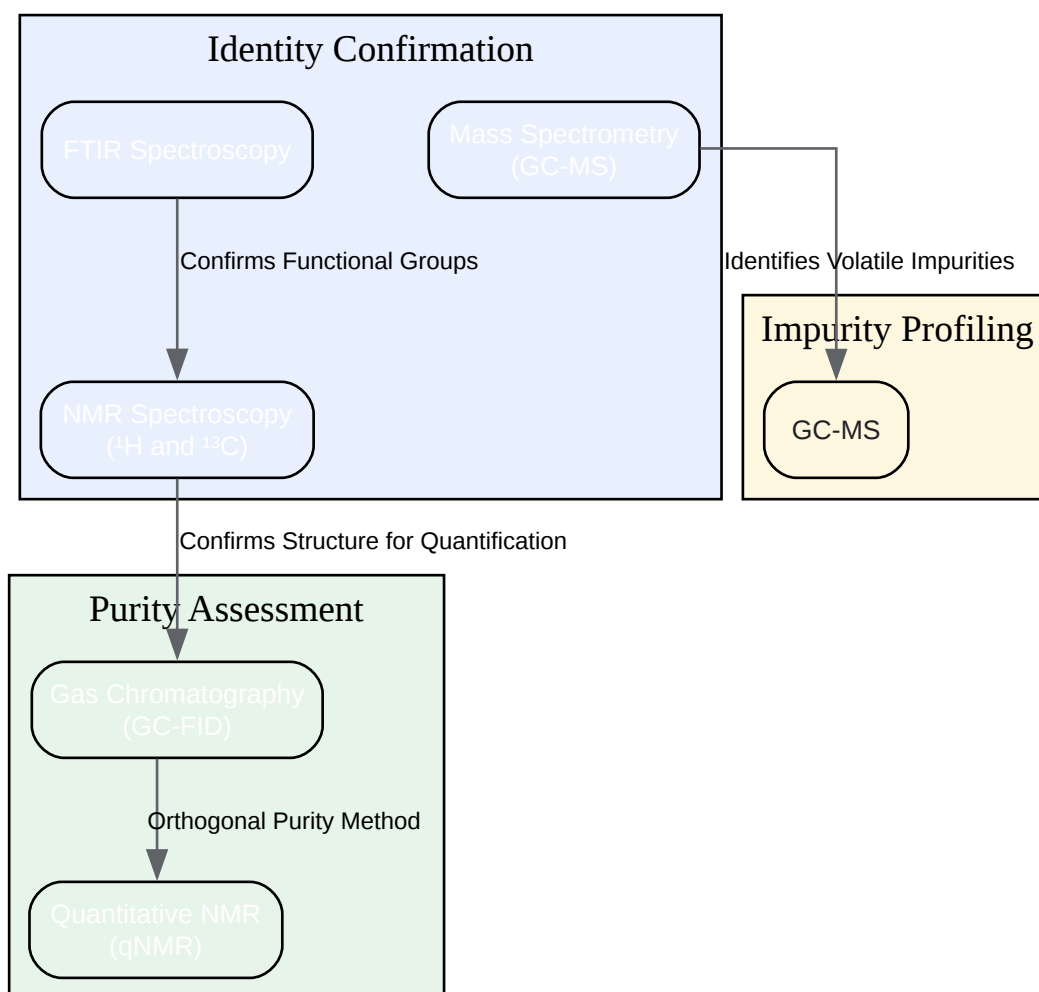 Identity Confirmation
FTIR Spectroscopy
Mass Spectrometry
(GC-MS)
Confirms Functional Groups
Identifies Volatile Impurities
Impurity Profiling
NMR Spectroscopy
(¹H and ¹³C)
GC-MS
Confirms Structure for Quantification
Purity Assessment
Gas Chromatography
(GC-FID)
Orthogonal Purity Method
Quantitative NMR
(qNMR)